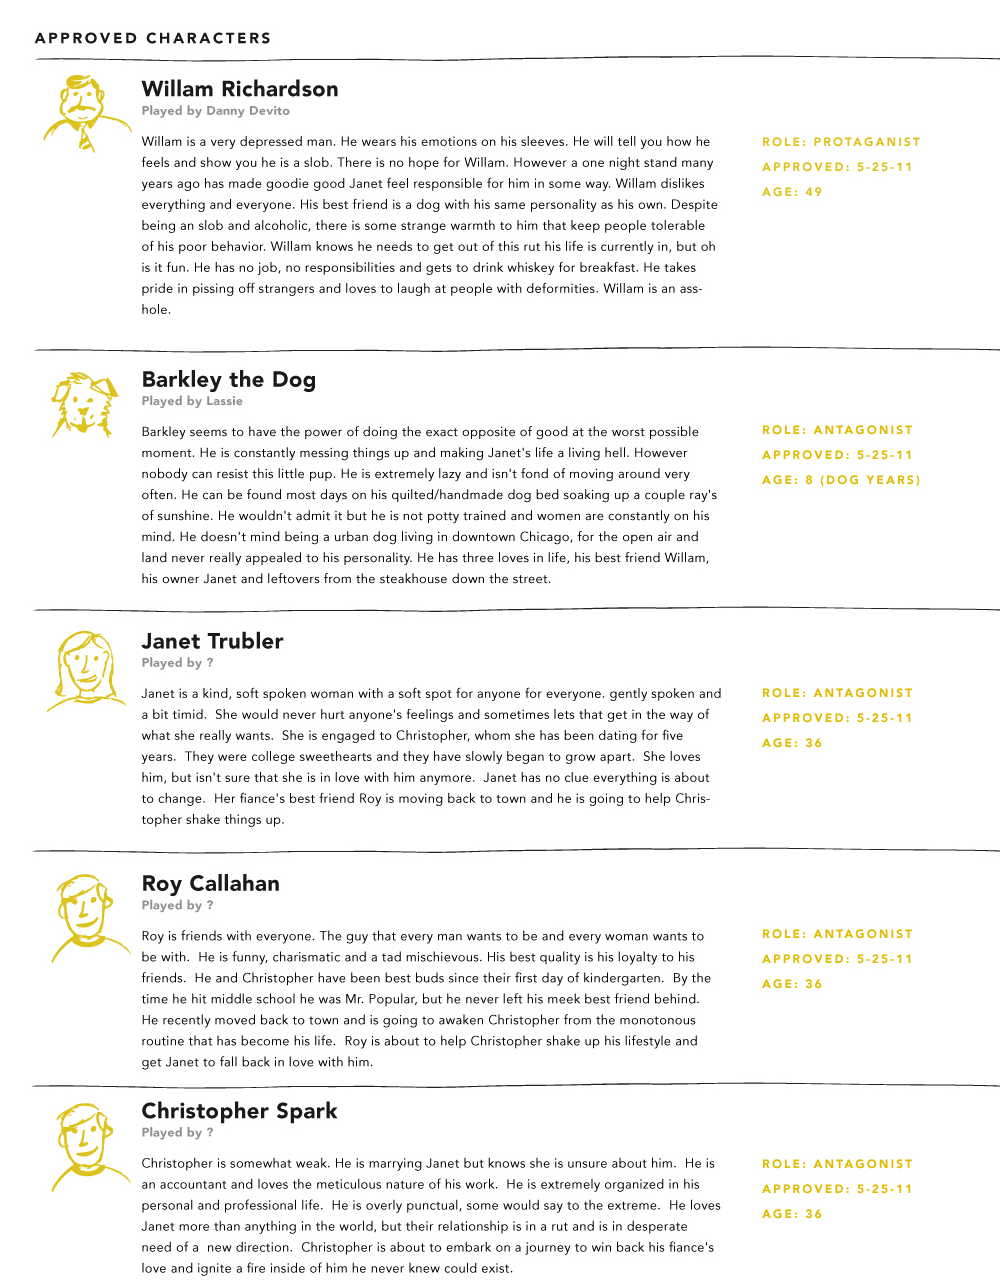 APPROVED CHARACTERS
Willam Richardson
Played by Danny Devito
Willam is a very depressed man. He wears his emotions on his sleeves. He will tell you how he
feels and show you he is a slob. There is no hope for Willam. However a one night stand many
years ago has made goodie good Janet feel responsible for him in some way. Willam dislikes
everything and everyone. His best friend is a dog with his same personality as his own. Despite
being an slob and alcoholic, there is some strange warmth to him that keep people tolerable
of his poor behavior. Willam knows he needs to get out of this rut his life is currently in, but oh
is it fun. He has no job, no responsibilities and gets to drink whiskey for breakfast. He takes
pride in pissing off strangers and loves to laugh at people with deformities. Willam is an ass-
hole.
ROLE: PROTAGANIST
APPROVED: 5-25-11
AGE: 49
Barkley the Dog
Played by Lassie
Barkley seems to have the power of doing the exact opposite of good at the worst possible
moment. He is constantly messing things up and making Janet's life a living hell. However
nobody can resist this little pup. He is extremely lazy and isn't fond of moving around very
often. He can be found most days on his quilted/handmade dog bed soaking up a couple ray's
of sunshine. He wouldn't admit it but he is not potty trained and women are constantly on his
mind. He doesn't mind being a urban dog living in downtown Chicago, for the open air and
land never really appealed to his personality. He has three loves in life, his best friend Willam,
his owner Janet and leftovers from the steakhouse down the street.
ROLE: ANTAGONIST
APPROVED: 5-25-11
AGE: 8 (DOG YEARS)
Janet Trubler
Played by ?
Janet is a kind, soft spoken woman with a soft spot for anyone for everyone. gently spoken and
a bit timid.  She would never hurt anyone's feelings and sometimes lets that get in the way of
what she really wants.  She is engaged to Christopher, whom she has been dating for five
years.  They were college sweethearts and they have slowly began to grow apart.  She loves
him, but isn't sure that she is in love with him anymore.  Janet has no clue everything is about
to change.  Her fiance's best friend Roy is moving back to town and he is going to help Chris-
topher shake things up.
ROLE: ANTAGONIST
APPROVED: 5-25-11
AGE: 36
Roy Callahan
Played by ?
Roy is friends with everyone. The guy that every man wants to be and every woman wants to
be with.  He is funny, charismatic and a tad mischievous. His best quality is his loyalty to his
friends.  He and Christopher have been best buds since their first day of kindergarten.  By the
time he hit middle school he was Mr. Popular, but he never left his meek best friend behind.
He recently moved back to town and is going to awaken Christopher from the monotonous
routine that has become his life.  Roy is about to help Christopher shake up his lifestyle and
get Janet to fall back in love with him.
ROLE: ANTAGONIST
APPROVED: 5-25-11
AGE: 36
Christopher Spark
Played by ?
Christopher is somewhat weak. He is marrying Janet but knows she is unsure about him.  He is
an accountant and loves the meticulous nature of his work.  He is extremely organized in his
personal and professional life.  He is overly punctual, some would say to the extreme.  He loves
Janet more than anything in the world, but their relationship is in a rut and is in desperate
need of a  new direction.  Christopher is about to embark on a journey to win back his fiance's
love and ignite a fire inside of him he never knew could exist.
ROLE: ANTAGONIST
APPROVED: 5-25-11
AGE: 36